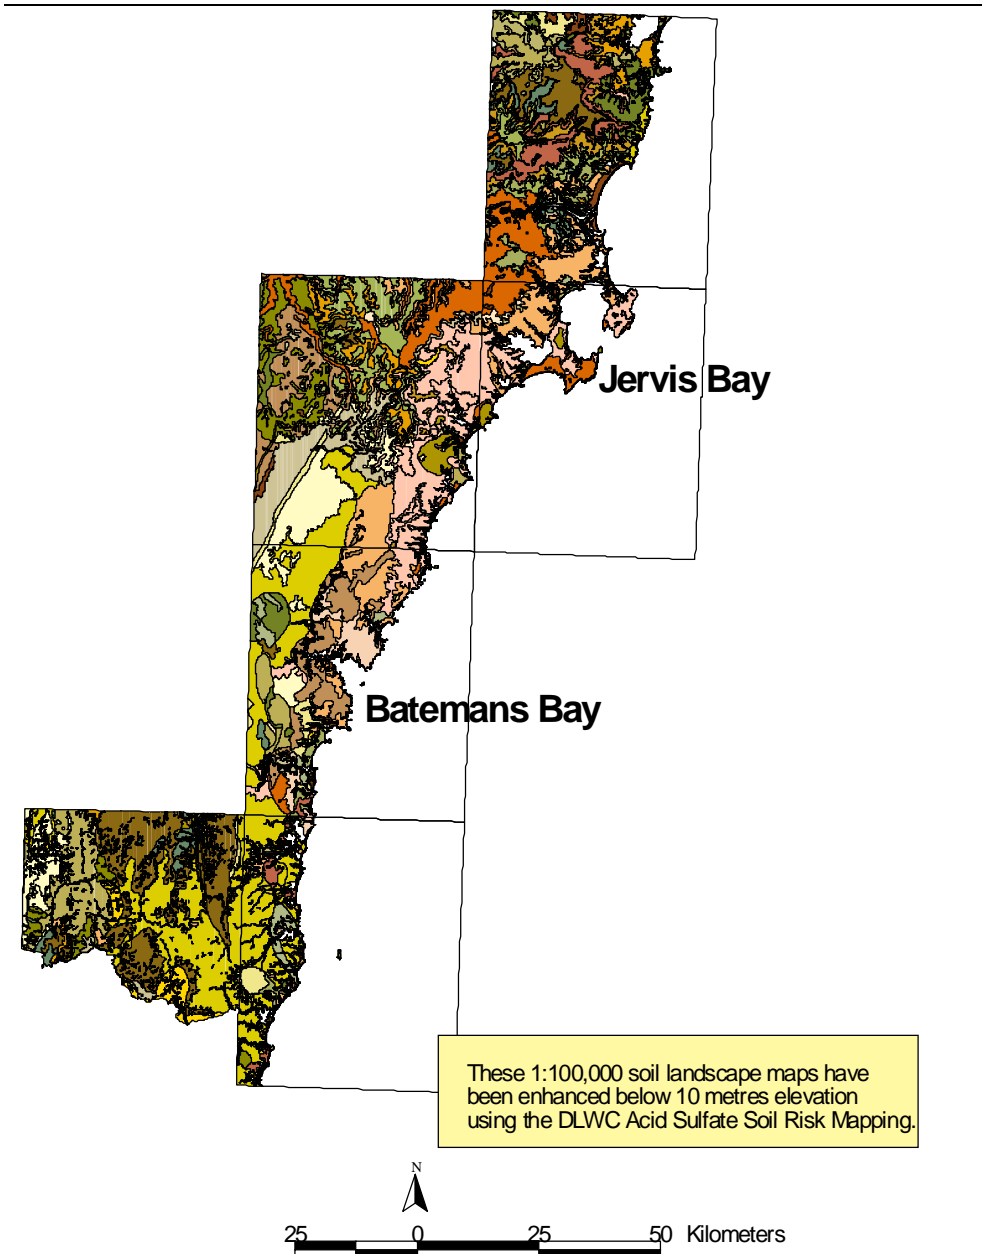 Jervis Bay
Batemans Bay
These 1:100,000 soil landscape maps have
been enhanced below 10 metres elevation
using the DLWC Acid Sulfate Soil Risk Mapping.
N
25 0 25 50 Kilometers